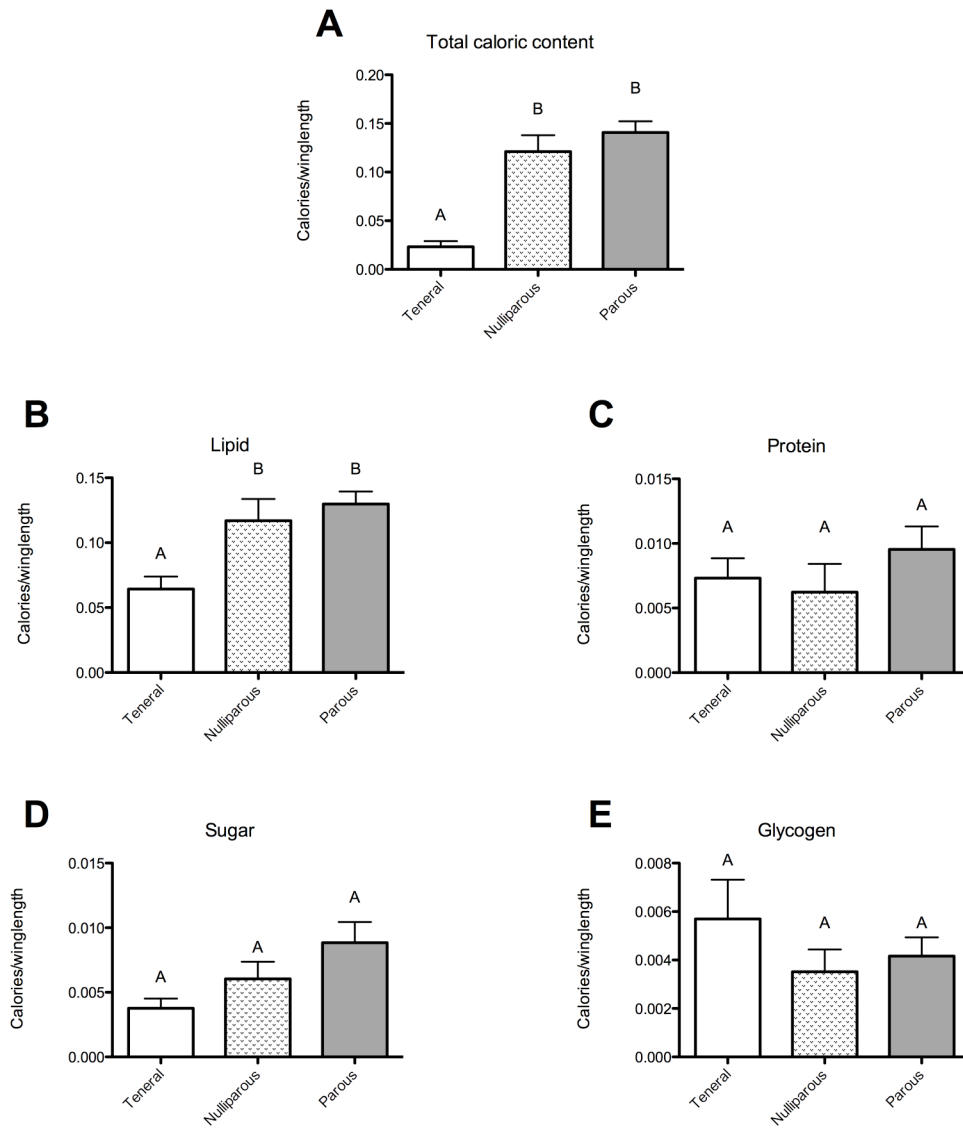 A
Total caloric content
Calories/winglength
0.20
0.15
0.10
0.05
0.00
A
B
B
Teneral
Nulliparous
Parous
B
Lipid
Calories/winglength
0.15
0.10
0.05
0.00
A
B
B
Teneral
Nulliparous
Parous
C
Protein
Calories/winglength
0.015
0.010
0.005
0.000
A
A
A
Teneral
Nulliparous
Parous
D
Sugar
Calories/winglength
0.015
0.010
0.005
0.000
A
A
A
Teneral
Nulliparous
Parous
E
Glycogen
Calories/winglength
0.008
0.006
0.004
0.002
0.000
A
A
A
Teneral
Nulliparous
Parous